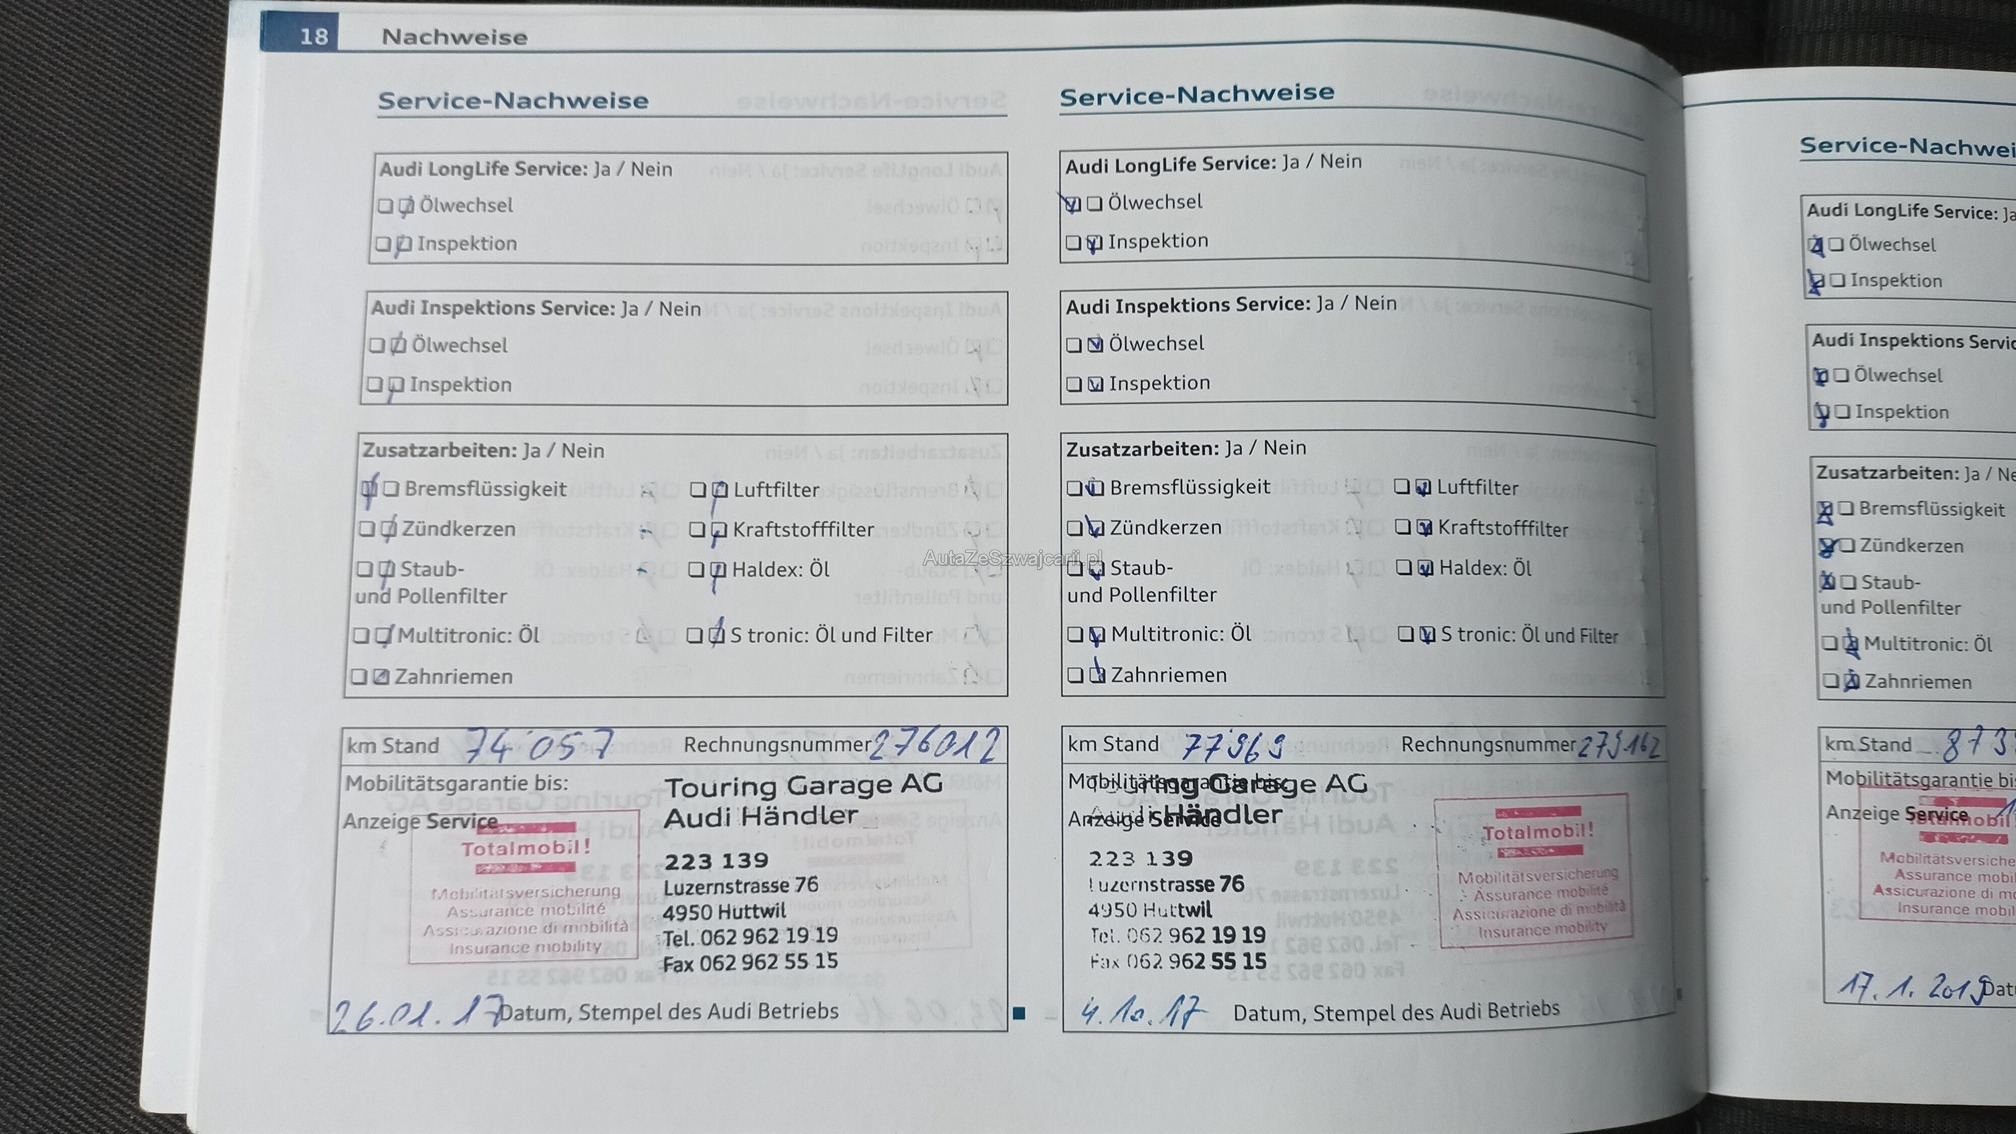 18 Nachweise
Service-Nachweise
Audi LongLife Service: Ja / Nein
Ölwechsel
Inspektion
Audi Inspektions Service: Ja / Nein
Ölwechsel
Inspektion
Zusatzarbeiten: Ja / Nein
Bremsflüssigkeit Luftfilter
Zündkerzen Kraftstofffilter
Staub- Haldex: Öl
und Pollenfilter
Multitronic: Öl S tronic: Öl und Filter
Zahnriemen
km Stand 74'057 Rechnungsnummer 276012
Mobilitätsgarantie bis:
Anzeige Service
Touring Garage AG
Audi Händler
223 139
Luzernstrasse 76
4950 Huttwil
Tel. 062 962 19 19
Fax 062 962 55 15
Totalmobil!
Mobilitätsversicherung
Assurance mobilité
Assicurazione di mobilità
Insurance mobility
26.01.17 Datum, Stempel des Audi Betriebs
Service-Nachweise
Audi LongLife Service: Ja / Nein
Ölwechsel
Inspektion
Audi Inspektions Service: Ja / Nein
Ölwechsel
Inspektion
Zusatzarbeiten: Ja / Nein
Bremsflüssigkeit Luftfilter
Zündkerzen Kraftstofffilter
Staub- Haldex: Öl
und Pollenfilter
Multitronic: Öl S tronic: Öl und Filter
Zahnriemen
km Stand 77'969 Rechnungsnummer 279162
Mobilitätsgarantie bis:
Anzeige Service
Touring Garage AG
Audi Händler
223 139
Luzernstrasse 76
4950 Huttwil
Tel. 062 962 19 19
Fax 062 962 55 15
Totalmobil!
Mobilitätsversicherung
Assurance mobilité
Assicurazione di mobilità
Insurance mobility
4.10.17 Datum, Stempel des Audi Betriebs
AutaZeSzwajcarii.pl
Service-Nachwei
Audi LongLife Service: Ja
Ölwechsel
Inspektion
Audi Inspektions Servic
Ölwechsel
Inspektion
Zusatzarbeiten: Ja / Ne
Bremsflüssigkeit
Zündkerzen
Staub-
und Pollenfilter
Multitronic: Öl
Zahnriemen
km Stand 873
Mobilitätsgarantie bi
Anzeige Service
Totalmobil
Mobilitätsversiche
Assurance mobil
Assicurazione di mo
Insurance mobil
17.1.2019 Dat